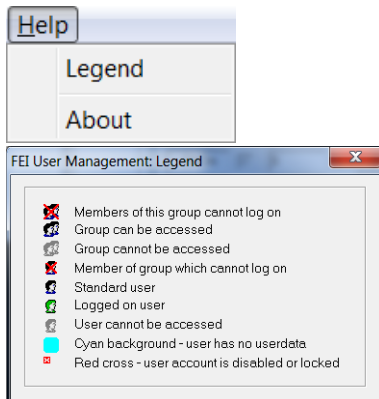 Help
Legend
About
FEI User Management: Legend
Members of this group cannot log on
Group can be accessed
Group cannot be accessed
Member of group which cannot log on
Standard user
Logged on user
User cannot be accessed
Cyan background - user has no userdata
Red cross - user account is disabled or locked